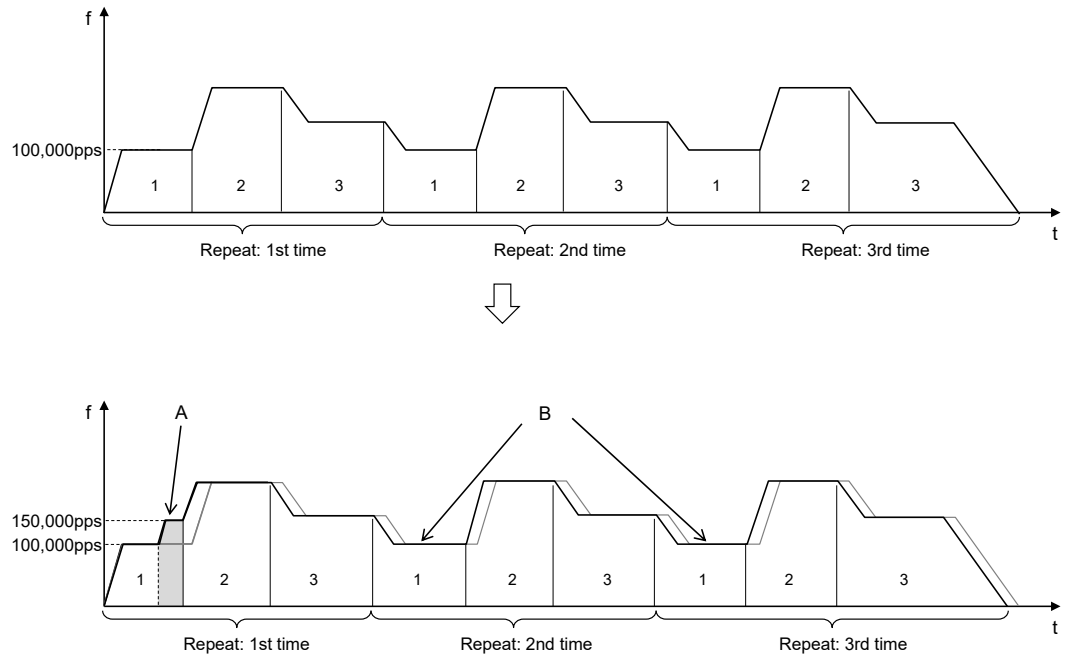 f
100,000pps
1 2 3 1 2 3 1 2 3
t
Repeat: 1st time Repeat: 2nd time Repeat: 3rd time
f
A B
150,000pps
100,000pps
1 2 3 1 2 3 1 2 3
t
Repeat: 1st time Repeat: 2nd time Repeat: 3rd time